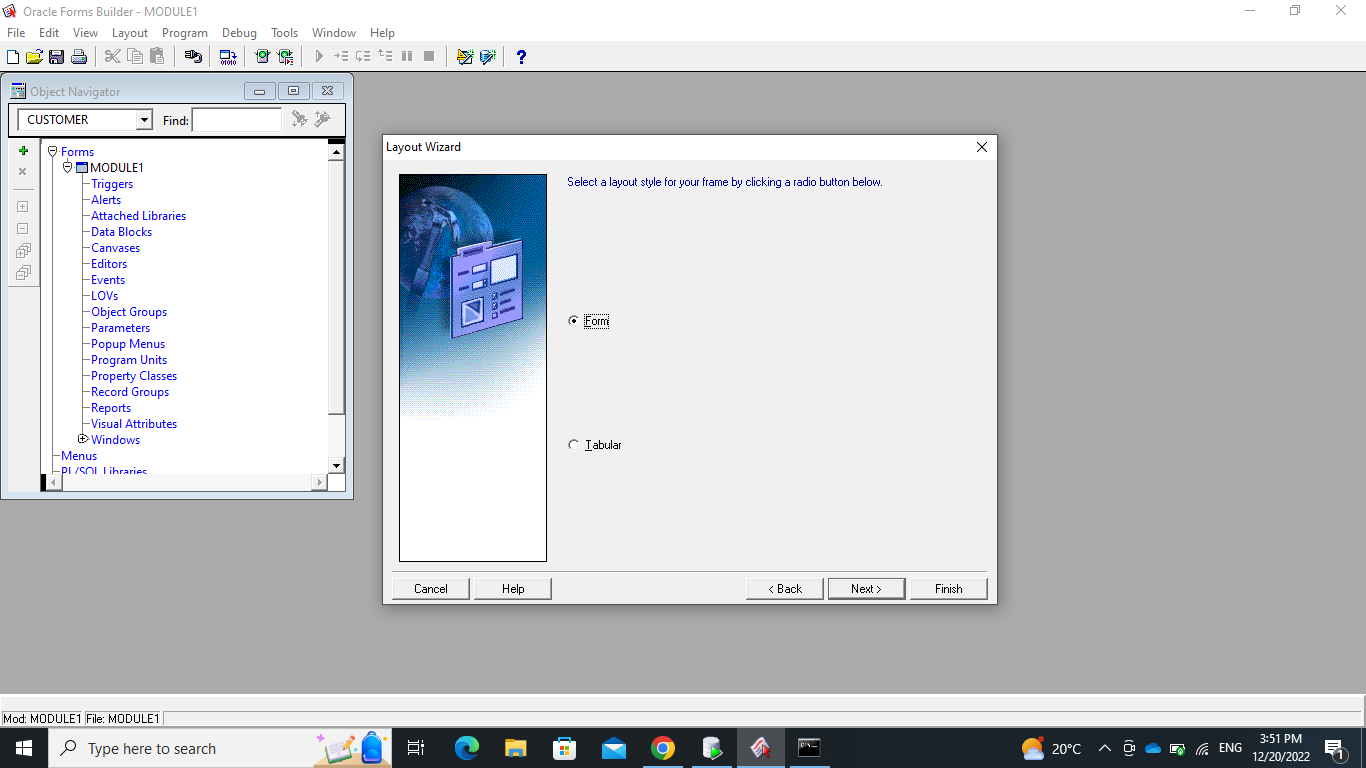 Oracle Forms Builder - MODULE1
File Edit View Layout Program Debug Tools Window Help
Object Navigator
CUSTOMER Find:
Forms
MODULE1
Triggers
Alerts
Attached Libraries
Data Blocks
Canvases
Editors
Events
LOVs
Object Groups
Parameters
Popup Menus
Program Units
Property Classes
Record Groups
Reports
Visual Attributes
Windows
Menus
PL/SQL Libraries
Layout Wizard
Select a layout style for your frame by clicking a radio button below.
Form
Tabular
Cancel Help < Back Next > Finish
Mod: MODULE1 File: MODULE1
Type here to search
20°C ENG 3:51 PM
12/20/2022
1